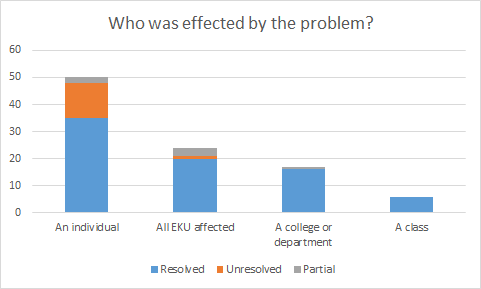 Who was effected by the problem?
60
50
40
30
20
10
0
An individual
All EKU affected
A college or
department
A class
Resolved
Unresolved
Partial